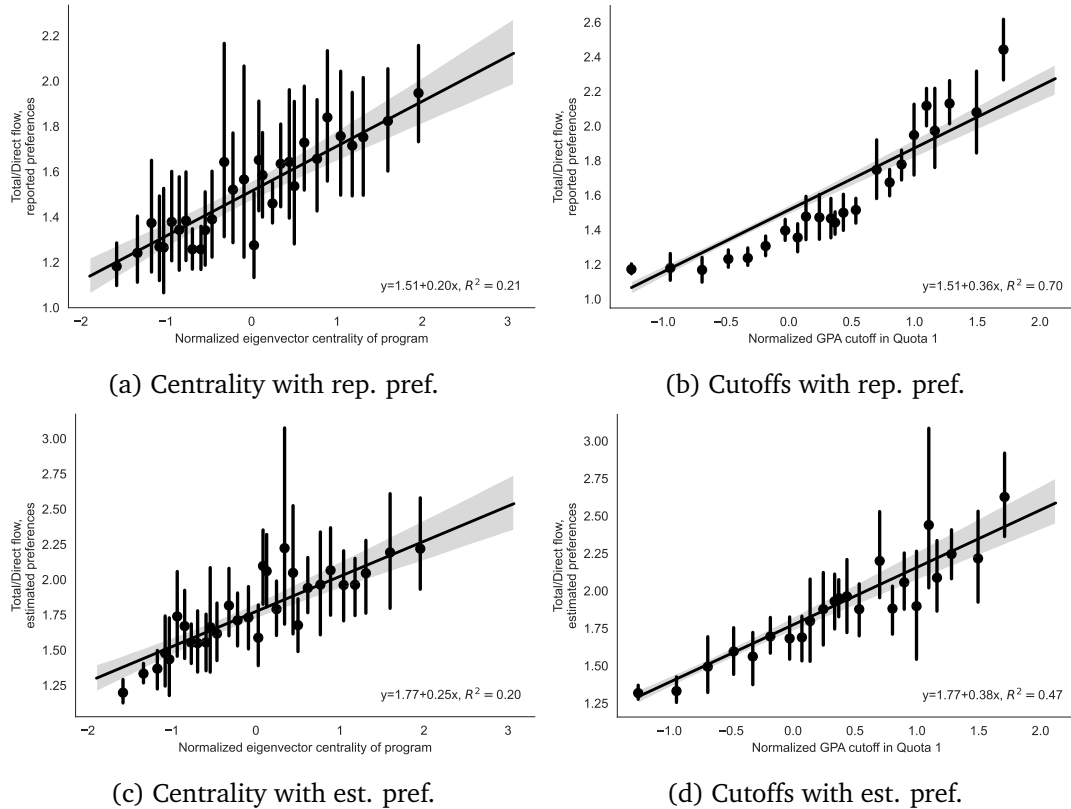 2.2
2.0
1.8
1.6
1.4
1.2
1.0
Total/Direct flow,
reported preferences
y=1.51+0.20x, R² = 0.21
−2 −1 0 1 2 3
Normalized eigenvector centrality of program
(a) Centrality with rep. pref.
2.6
2.4
2.2
2.0
1.8
1.6
1.4
1.2
1.0
Total/Direct flow,
reported preferences
y=1.51+0.36x, R² = 0.70
−1.0 −0.5 0.0 0.5 1.0 1.5 2.0
Normalized GPA cutoff in Quota 1
(b) Cutoffs with rep. pref.
3.00
2.75
2.50
2.25
2.00
1.75
1.50
1.25
Total/Direct flow,
estimated preferences
y=1.77+0.25x, R² = 0.20
−2 −1 0 1 2 3
Normalized eigenvector centrality of program
(c) Centrality with est. pref.
3.00
2.75
2.50
2.25
2.00
1.75
1.50
1.25
Total/Direct flow,
estimated preferences
y=1.77+0.38x, R² = 0.47
−1.0 −0.5 0.0 0.5 1.0 1.5 2.0
Normalized GPA cutoff in Quota 1
(d) Cutoffs with est. pref.